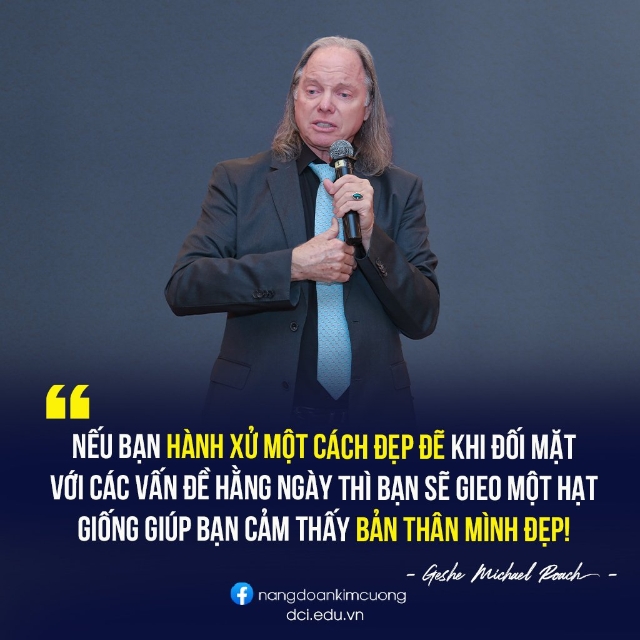 NẾU BẠN HÀNH XỬ MỘT CÁCH ĐẸP ĐẼ KHI ĐỐI MẶT
VỚI CÁC VẤN ĐỀ HẰNG NGÀY THÌ BẠN SẼ GIEO MỘT HẠT
GIỐNG GIÚP BẠN CẢM THẤY BẢN THÂN MÌNH ĐẸP!
- Geshe Michael Roach -
nangdoankimcuong
dci.edu.vn